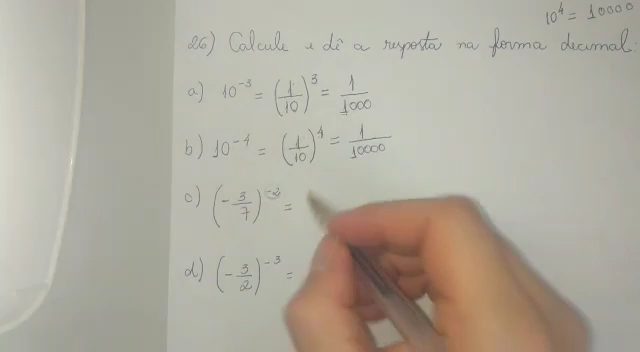 10⁴ = 10000
26) Calcule e dê a resposta na forma decimal:
a) 10⁻³ = (1/10)³ = 1/1000
b) 10⁻⁴ = (1/10)⁴ = 1/10000
c) (-3/7)⁻² =
d) (-3/2)⁻³ =